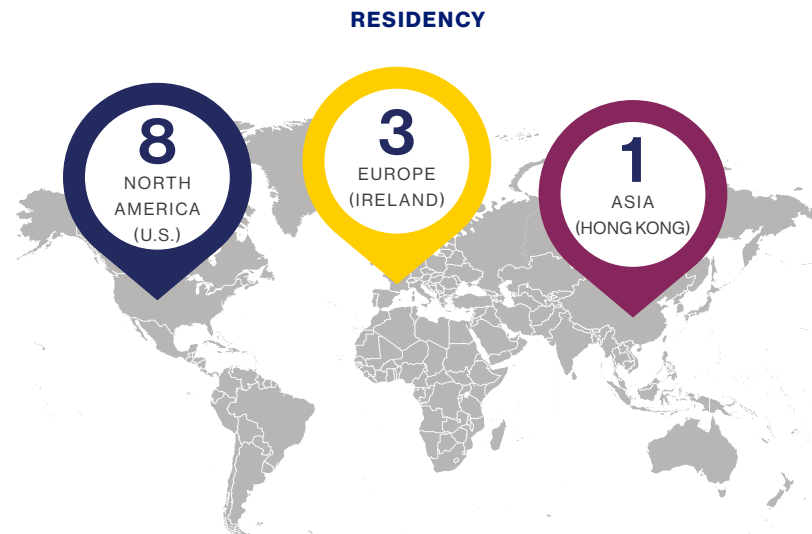 RESIDENCY
8
NORTH
AMERICA
(U.S.)
3
EUROPE
(IRELAND)
1
ASIA
(HONG KONG)